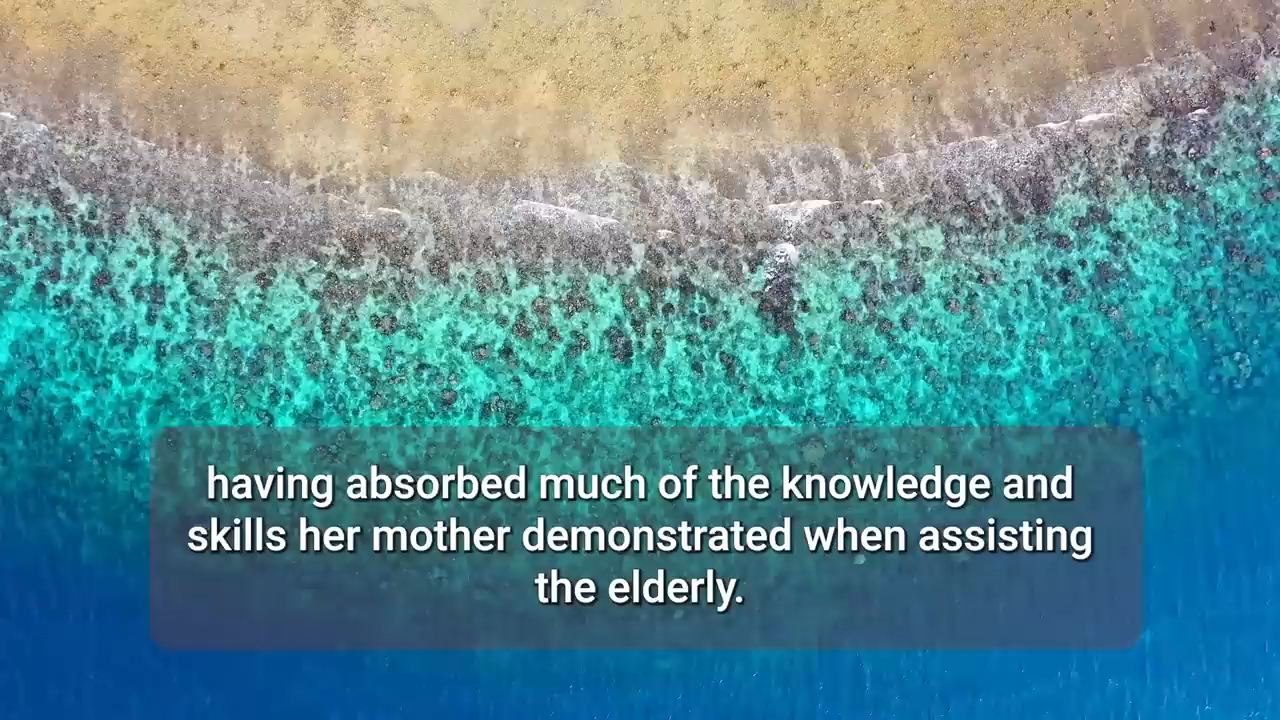 having absorbed much of the knowledge and
skills her mother demonstrated when assisting
the elderly.